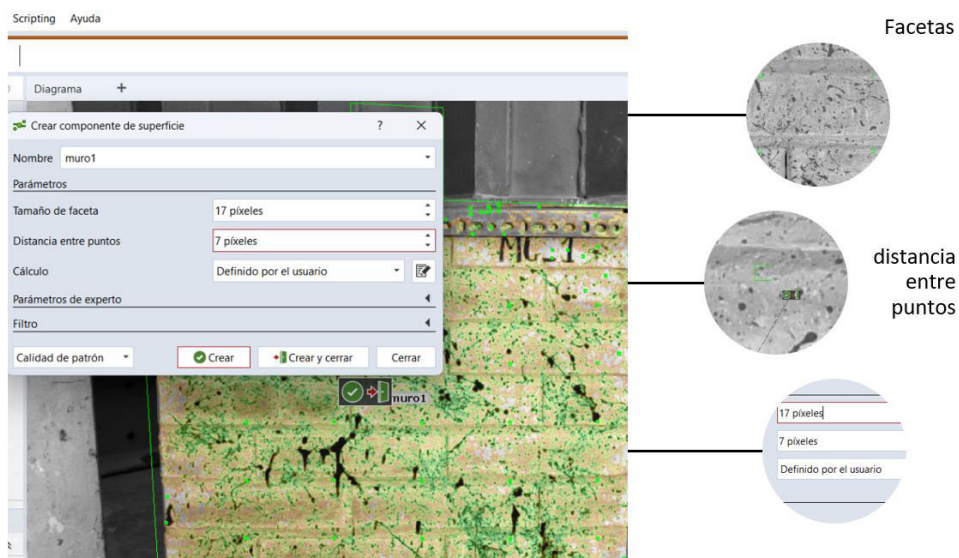 Scripting Ayuda
Diagrama +
Crear componente de superficie ? ×
Nombre muro1
Parámetros
Tamaño de faceta 17 píxeles
Distancia entre puntos 7 píxeles
Cálculo Definido por el usuario
Parámetros de experto
Filtro
Calidad de patrón Crear Crear y cerrar Cerrar
muro1
Facetas
distancia
entre
puntos
17 píxeles
7 píxeles
Definido por el usuario